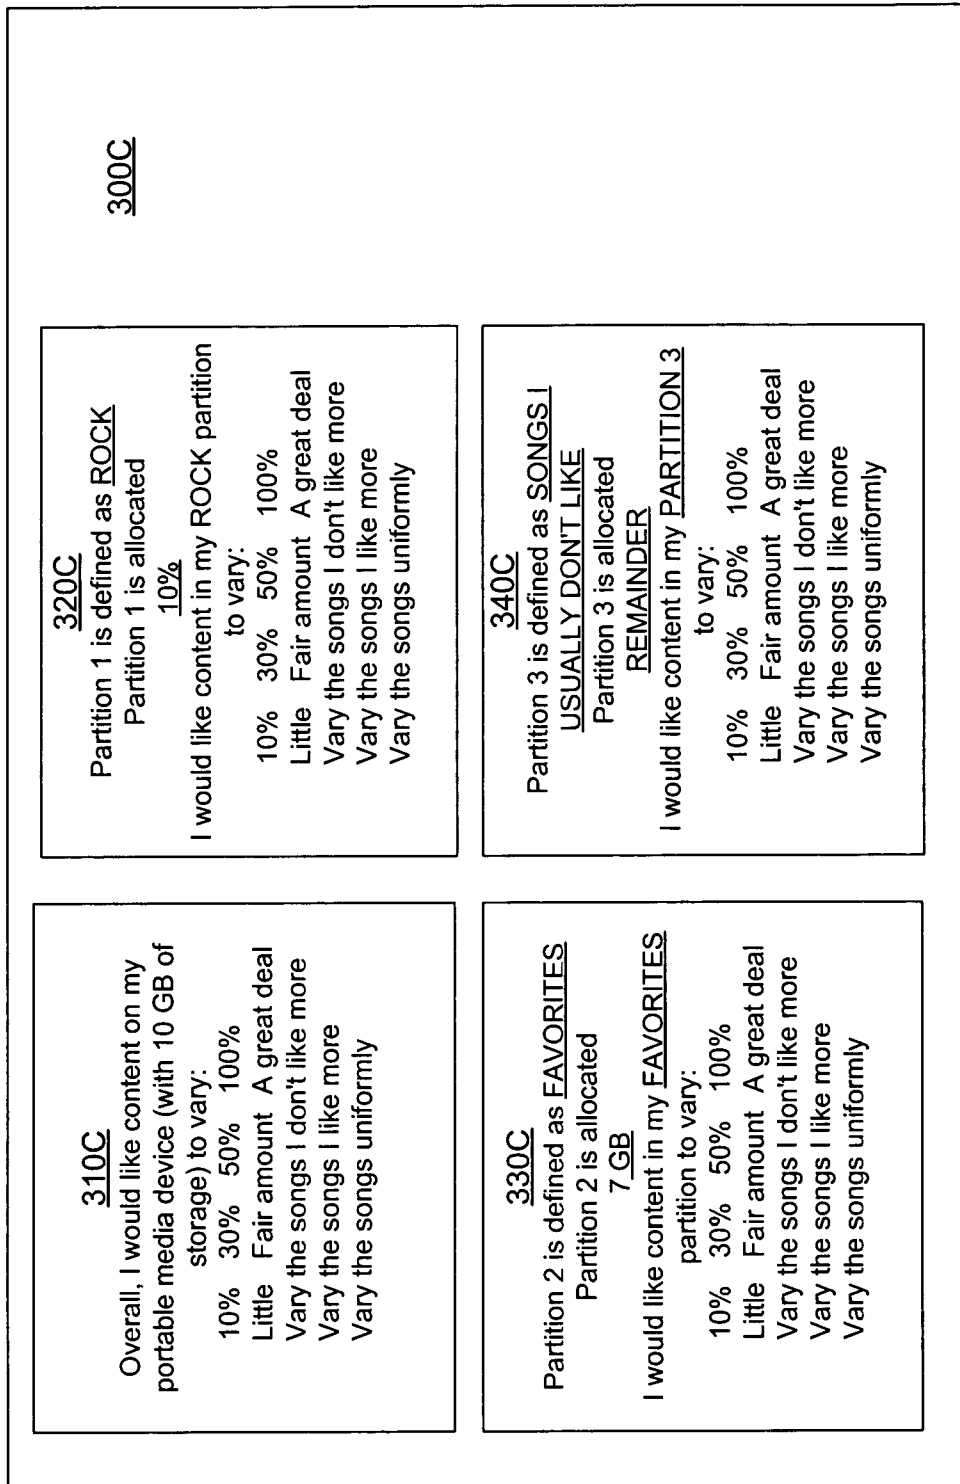 300C
310C
Overall, I would like content on my
portable media device (with 10 GB of
storage) to vary:
10% 30% 50% 100%
Little Fair amount A great deal
Vary the songs I don't like more
Vary the songs I like more
Vary the songs uniformly
320C
Partition 1 is defined as ROCK
Partition 1 is allocated
10%
I would like content in my ROCK partition
to vary:
10% 30% 50% 100%
Little Fair amount A great deal
Vary the songs I don't like more
Vary the songs I like more
Vary the songs uniformly
330C
Partition 2 is defined as FAVORITES
Partition 2 is allocated
7 GB
I would like content in my FAVORITES
partition to vary:
10% 30% 50% 100%
Little Fair amount A great deal
Vary the songs I don't like more
Vary the songs I like more
Vary the songs uniformly
340C
Partition 3 is defined as SONGS I
USUALLY DON'T LIKE
Partition 3 is allocated
REMAINDER
I would like content in my PARTITION 3
to vary:
10% 30% 50% 100%
Little Fair amount A great deal
Vary the songs I don't like more
Vary the songs I like more
Vary the songs uniformly